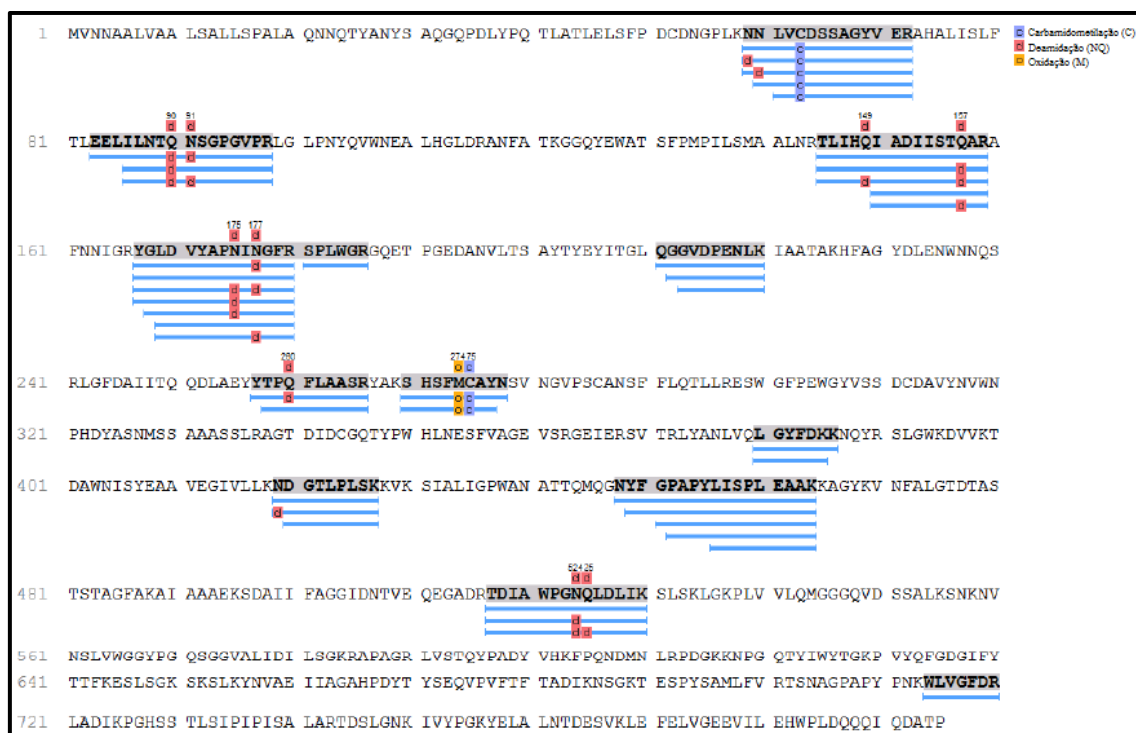 1 MVNNAALVAA LSALLSPALA QNNQTYANYS AQGQPDLYPQ TLATLELSFP DCDNGPLKNN LVCDSSAGYV ERAHALISLF
c Carbamidometilação (C)
d Deamidação (NQ)
o Oxidação (M)
c
d c
d c
c
c
90 91 149 157
d d d d
81 TLEELILNTQ NSGPGVPRLG LPNYQVWNEA LHGLDRANFA TKGGQYEWAT SFPMPILSMA ALNRTLIHQI ADIISTQARA
d d
d d
d d d d
d
175 177
d d
161 FNNIGRYGLD VYAPNINGFR SPLWGRGQET PGEDANVLTS AYTYEYITGL QGGVDPENLK IAATAKHFAG YDLENWNNQS
d
d d
d
d
d
260 274 75
d o c
241 RLGFDAIITQ QDLAEYYTPQ FLAASRYAKS HSFMCAYNSV NGVPSCANSF FLQTLLRESW GFPEWGYVSS DCDAVYNVWN
d o c
o c
321 PHDYASNMSS AAASSLRAGT DIDCGQTYPW HLNESFVAGE VSRGEIERSV TRLYANLVQL GYFDKKNQYR SLGWKDVVKT
401 DAWNISYEAA VEGIVLLKND GTLPLSKKVK SIALIGPWAN ATTQMQGNYF GPAPYLISPL EAAKKAGYKV NFALGTDTAS
d
524 25
d d
481 TSTAGFAKAI AAAEKSDAII FAGGIDNTVE QEGADRTDIA WPGNQLDLIK SLSKLGKPLV VLQMGGGQVD SSALKSNKNV
d
d d
561 NSLVWGGYPG QSGGVALIDI LSGKRAPAGR LVSTQYPADY VHKFPQNDMN LRPDGKKNPG QTYIWYTGKP VYQFGDGIFY
641 TTFKESLSGK SKSLKYNVAE IIAGAHPDYT YSEQVPVFTF TADIKNSGKT ESPYSAMLFV RTSNAGPAPY PNKWLVGFDR
721 LADIKPGHSS TLSIPIPISA LARTDSLGNK IVYPGKYELA LNTDESVKLE FELVGEEVIL EHWPLDQQQI QDATP